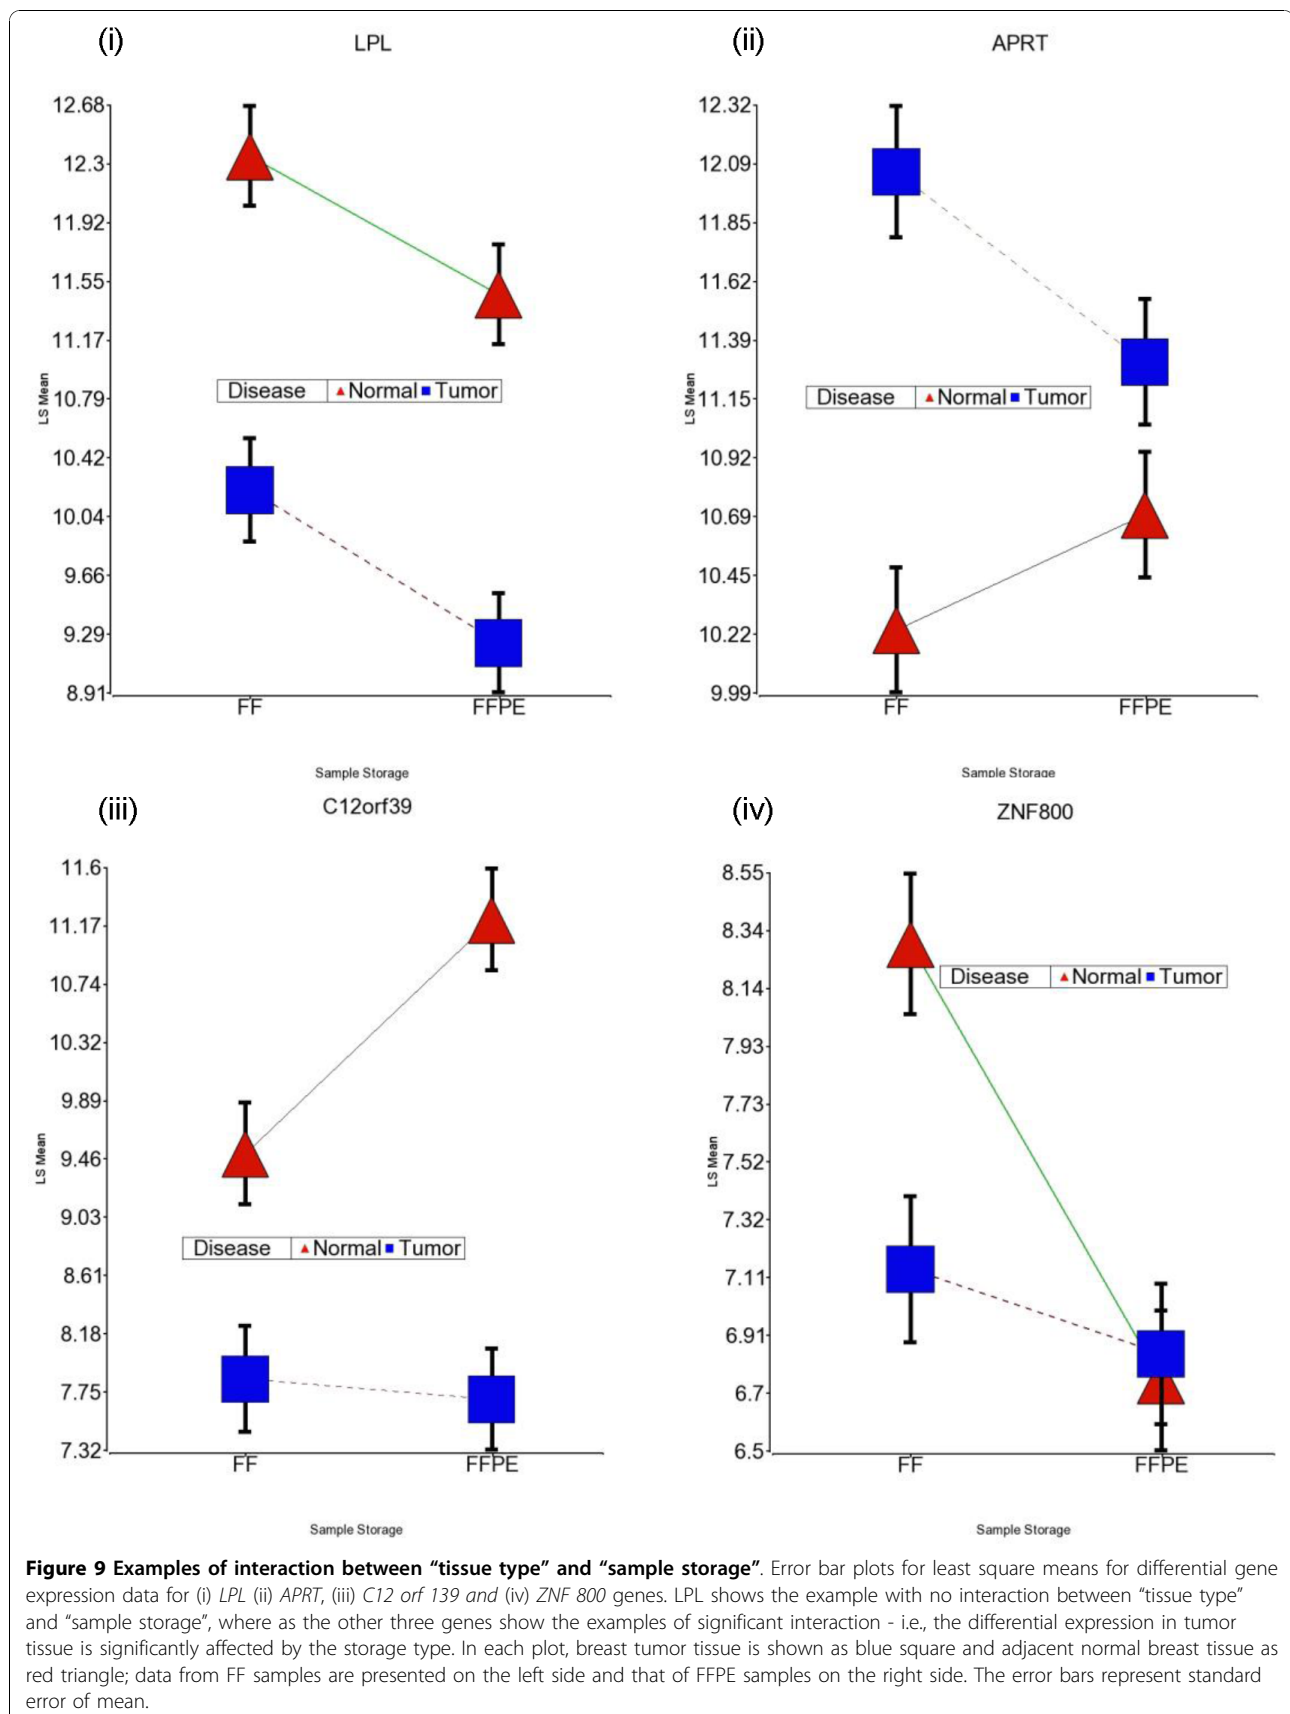 (i) LPL
12.68
12.3
11.92
11.55
11.17
10.79
10.42
10.04
9.66
9.29
8.91
LS Mean
Disease Normal Tumor
FF FFPE
Sample Storage
(ii) APRT
12.32
12.09
11.85
11.62
11.39
11.15
10.92
10.69
10.45
10.22
9.99
LS Mean
Disease Normal Tumor
FF FFPE
Sample Storage
(iii) C12orf39
11.6
11.17
10.74
10.32
9.89
9.46
9.03
8.61
8.18
7.75
7.32
LS Mean
Disease Normal Tumor
FF FFPE
Sample Storage
(iv) ZNF800
8.55
8.34
8.14
7.93
7.73
7.52
7.32
7.11
6.91
6.7
6.5
LS Mean
Disease Normal Tumor
FF FFPE
Sample Storage
Figure 9 Examples of interaction between “tissue type” and “sample storage”. Error bar plots for least square means for differential gene
expression data for (i) LPL (ii) APRT, (iii) C12 orf 139 and (iv) ZNF 800 genes. LPL shows the example with no interaction between “tissue type”
and “sample storage”, where as the other three genes show the examples of significant interaction - i.e., the differential expression in tumor
tissue is significantly affected by the storage type. In each plot, breast tumor tissue is shown as blue square and adjacent normal breast tissue as
red triangle; data from FF samples are presented on the left side and that of FFPE samples on the right side. The error bars represent standard
error of mean.